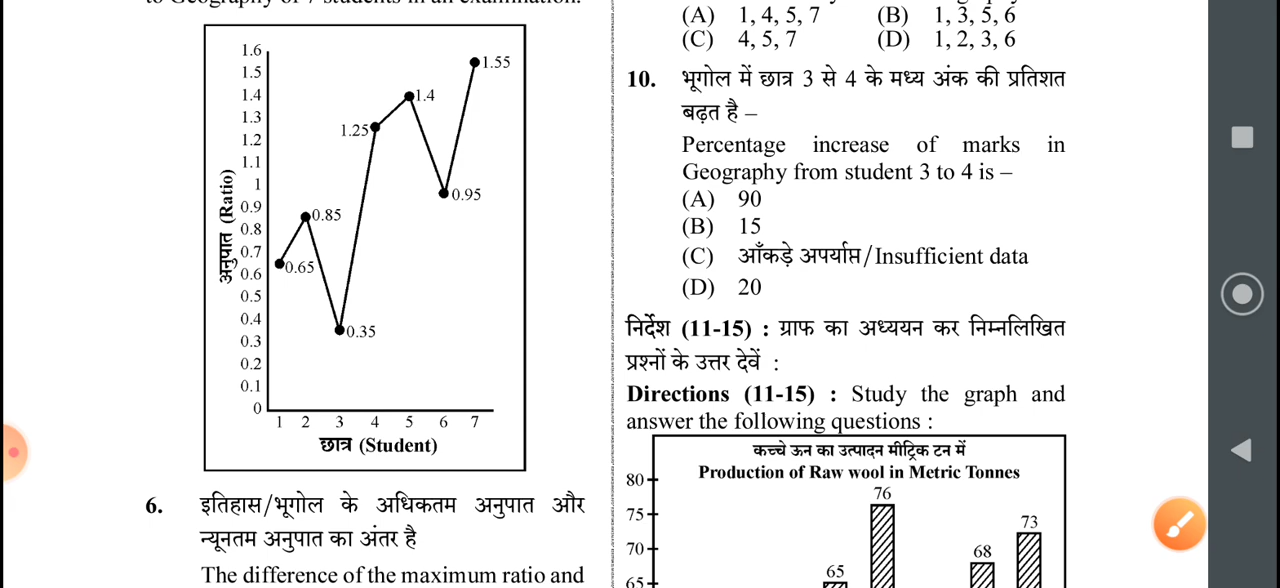 to Geography of 7 students in an examination.
1.6
1.5
1.4
1.3
1.2
1.1
1
0.9
0.8
0.7
0.6
0.5
0.4
0.3
0.2
0.1
0
अनुपात (Ratio)
0.65
0.85
0.35
1.25
1.4
0.95
1.55
1 2 3 4 5 6 7
छात्र (Student)
6. इतिहास/भूगोल के अधिकतम अनुपात और
न्यूनतम अनुपात का अंतर है
The difference of the maximum ratio and
(A) 1, 4, 5, 7 (B) 1, 3, 5, 6
(C) 4, 5, 7 (D) 1, 2, 3, 6
10. भूगोल में छात्र 3 से 4 के मध्य अंक की प्रतिशत
बढ़त है –
Percentage increase of marks in
Geography from student 3 to 4 is –
(A) 90
(B) 15
(C) आँकड़े अपर्याप्त/Insufficient data
(D) 20
निर्देश (11-15) : ग्राफ का अध्ययन कर निम्नलिखित
प्रश्नों के उत्तर देवें :
Directions (11-15) : Study the graph and
answer the following questions :
कच्चे ऊन का उत्पादन मीट्रिक टन में
Production of Raw wool in Metric Tonnes
80
75
70
65
65
76
68
73